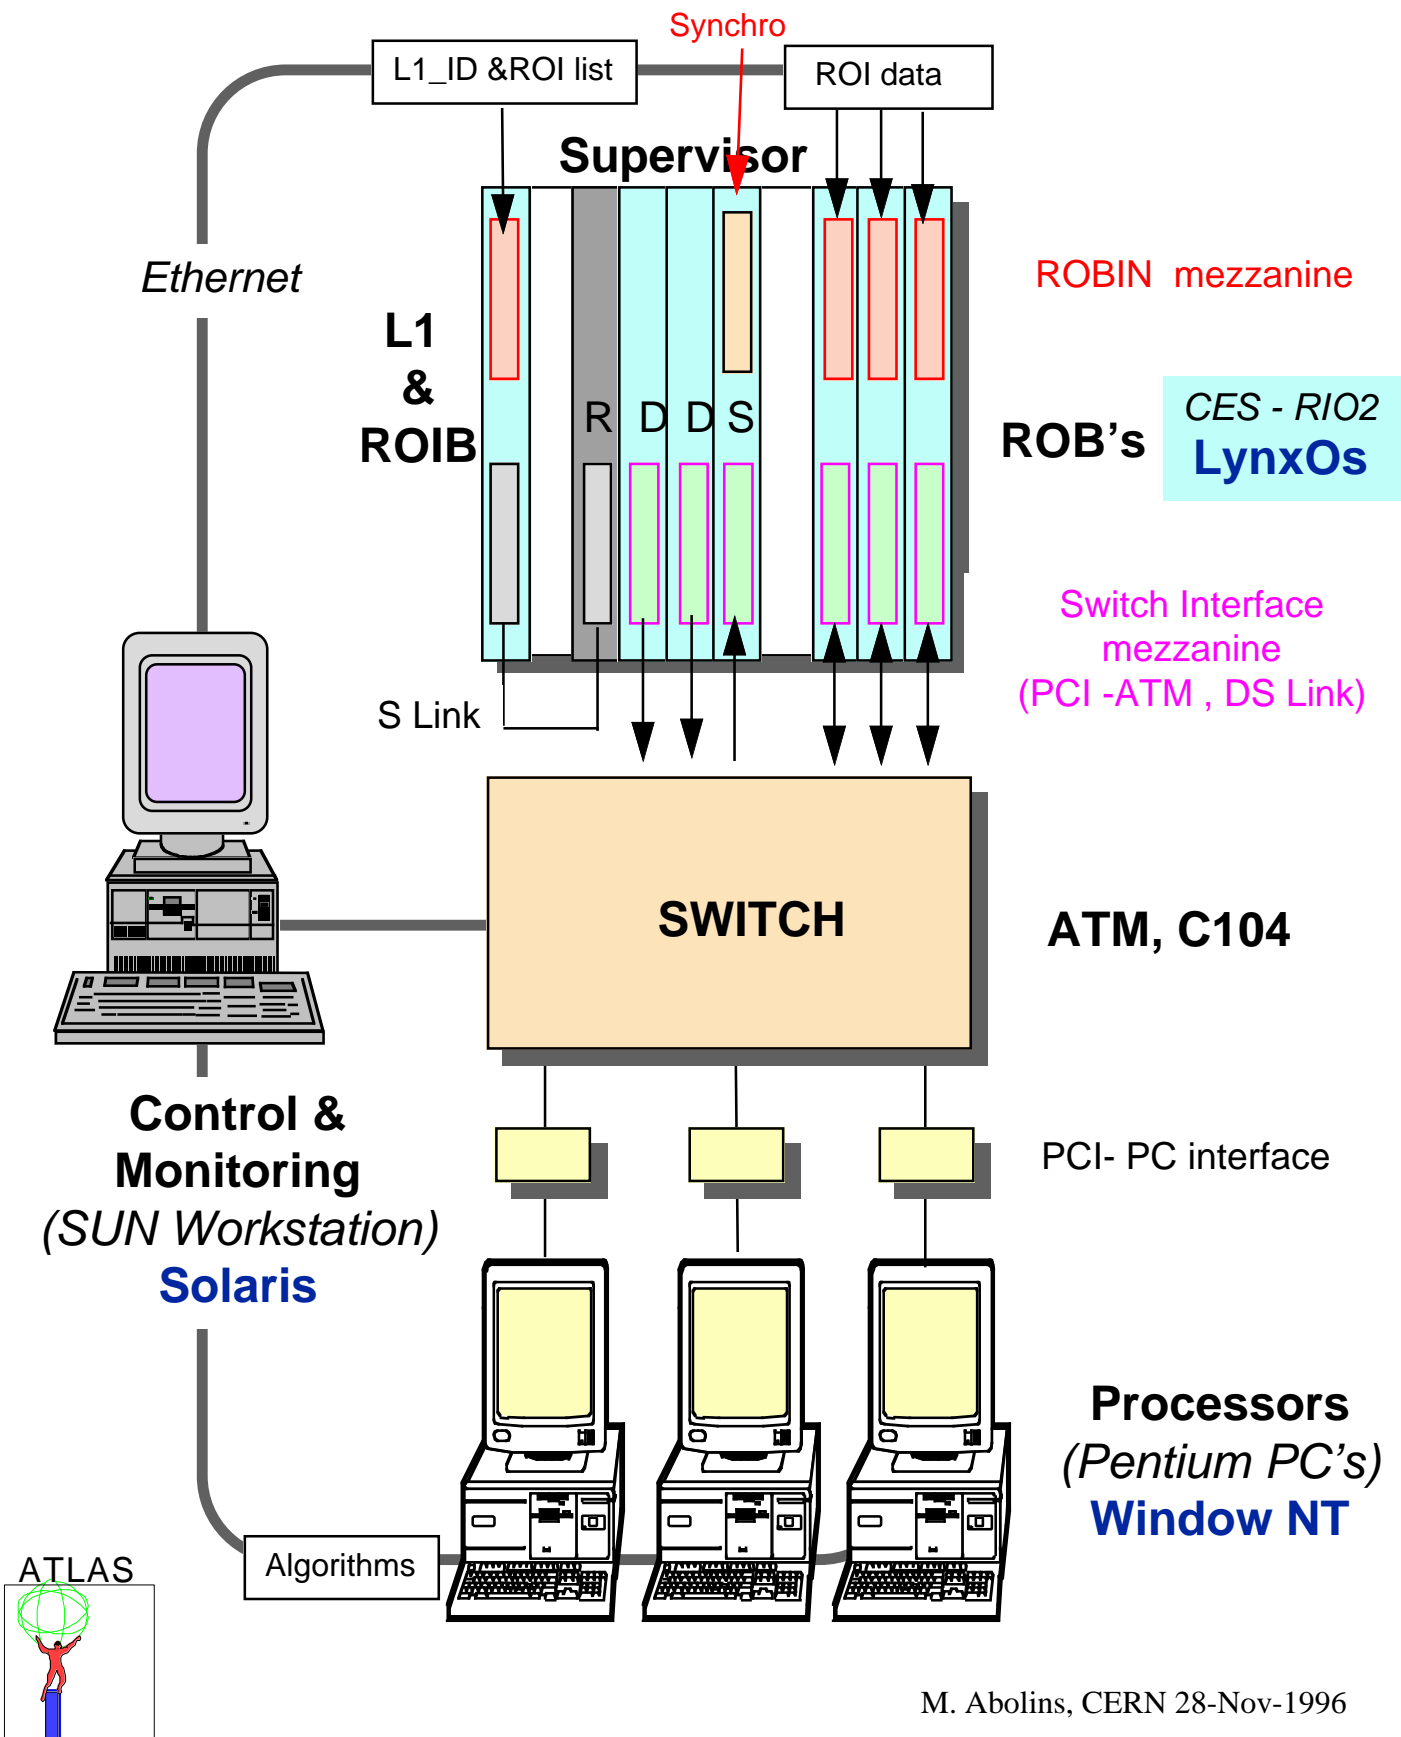 Synchro
L1_ID &ROI list
ROI data
Supervisor
Ethernet
ROBIN mezzanine
L1
&
ROIB
R D D S
ROB's
CES - RIO2
LynxOs
Switch Interface
mezzanine
(PCI -ATM , DS Link)
S Link
SWITCH
ATM, C104
Control &
Monitoring
(SUN Workstation)
Solaris
PCI- PC interface
Processors
(Pentium PC's)
Window NT
Algorithms
ATLAS
M. Abolins, CERN 28-Nov-1996